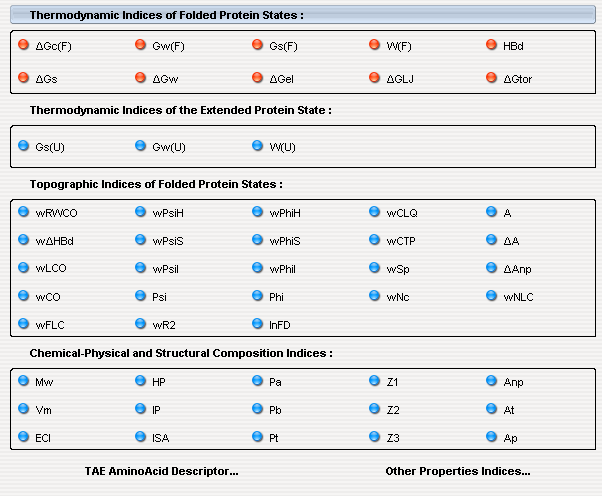 Thermodynamic Indices of Folded Protein States :
ΔGc(F) Gw(F) Gs(F) W(F) HBd
ΔGs ΔGw ΔGel ΔGLJ ΔGtor
Thermodynamic Indices of the Extended Protein State :
Gs(U) Gw(U) W(U)
Topographic Indices of Folded Protein States :
wRWCO wPsiH wPhiH wCLQ A
wΔHBd wPsiS wPhiS wCTP ΔA
wLCO wPsiI wPhiI wSp ΔAnp
wCO Psi Phi wNc wNLC
wFLC wR2 lnFD
Chemical-Physical and Structural Composition Indices :
Mw HP Pa Z1 Anp
Vm IP Pb Z2 At
ECI ISA Pt Z3 Ap
TAE AminoAcid Descriptor... Other Properties Indices...